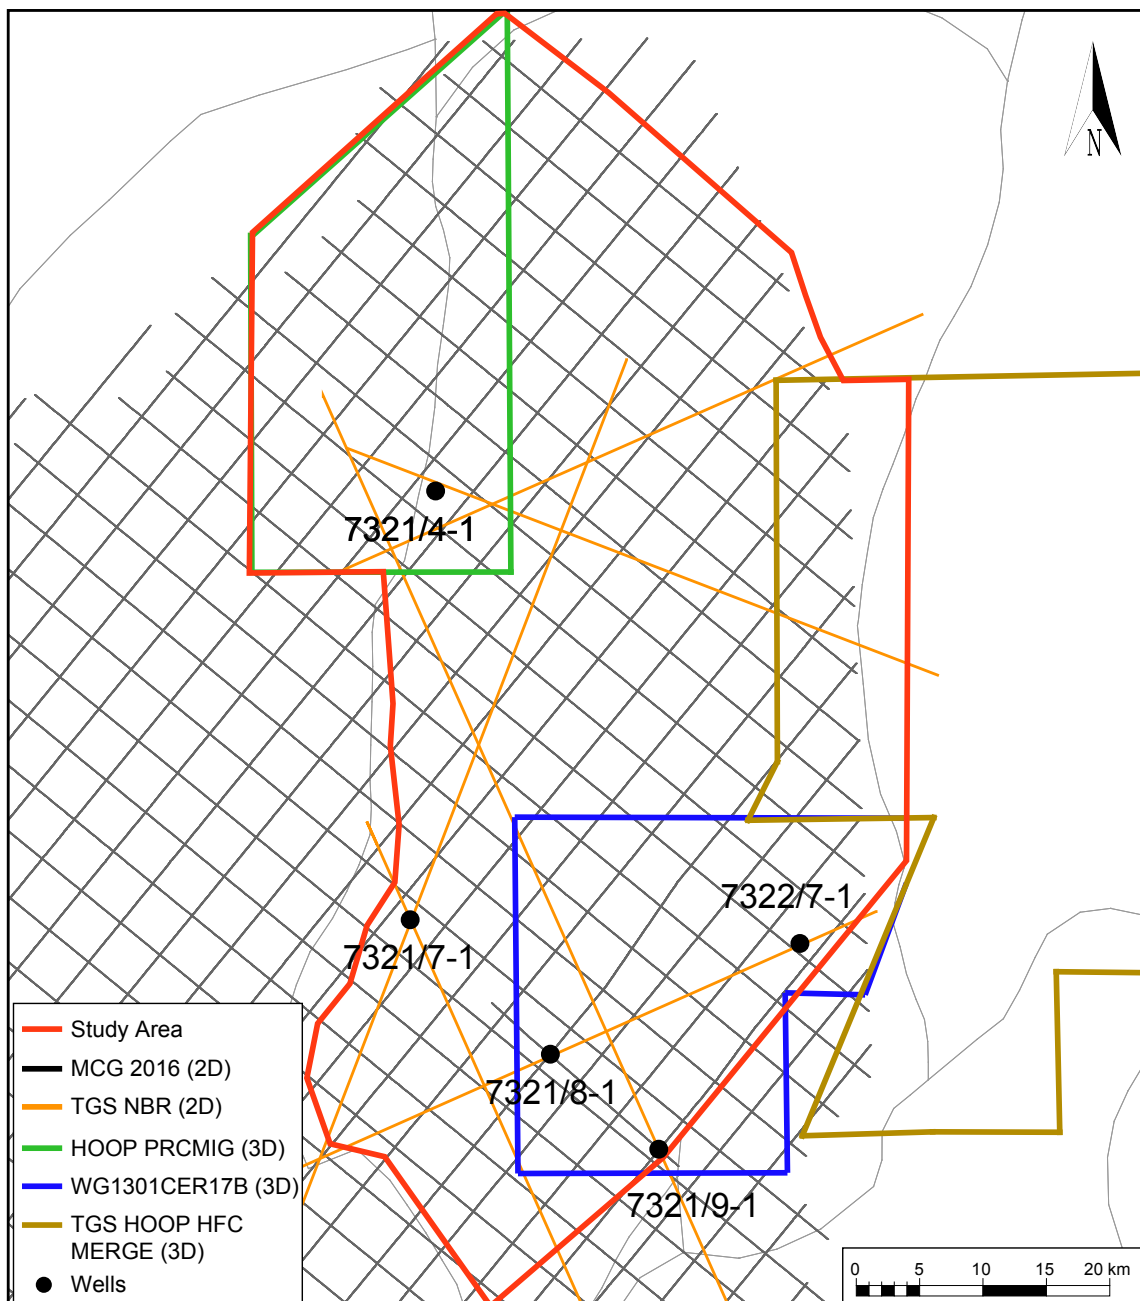 N
7321/4-1
7322/7-1
7321/7-1
7321/8-1
7321/9-1
Study Area
MCG 2016 (2D)
TGS NBR (2D)
HOOP PRCMIG (3D)
WG1301CER17B (3D)
TGS HOOP HFC
MERGE (3D)
Wells
0 5 10 15 20 km